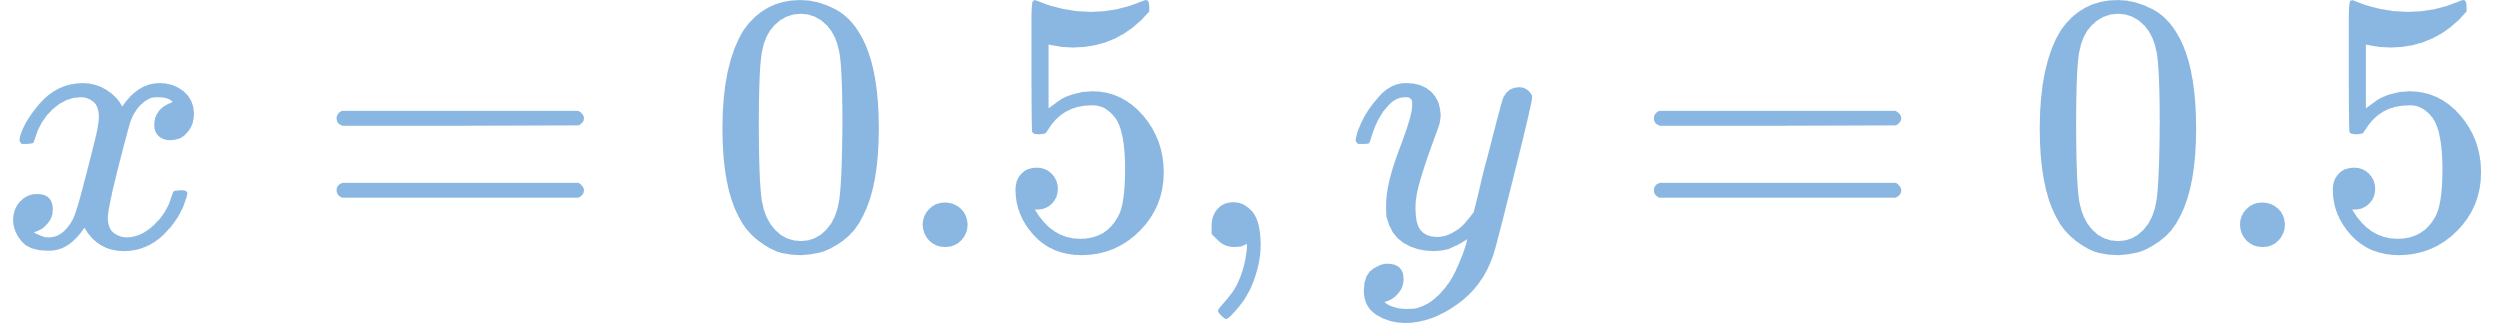 x = 0.5, y = 0.5